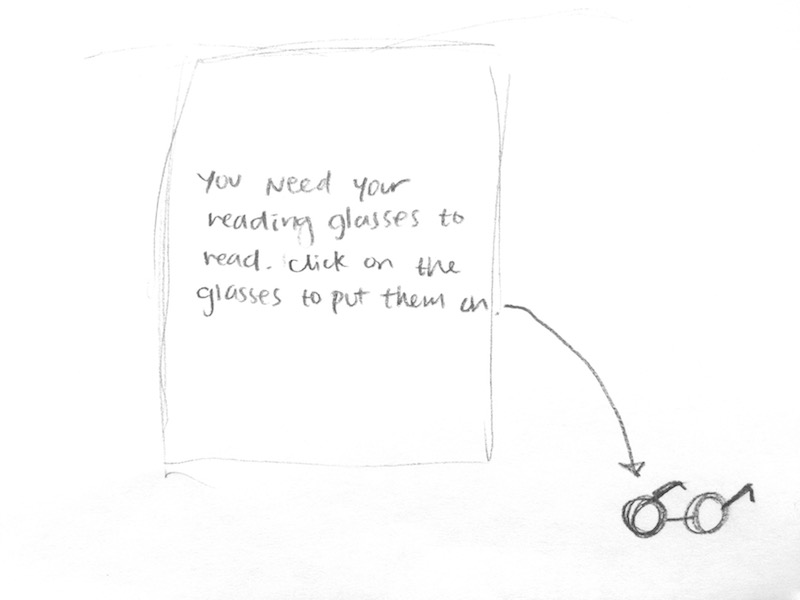 You need your
reading glasses to
read. click on the
glasses to put them on.